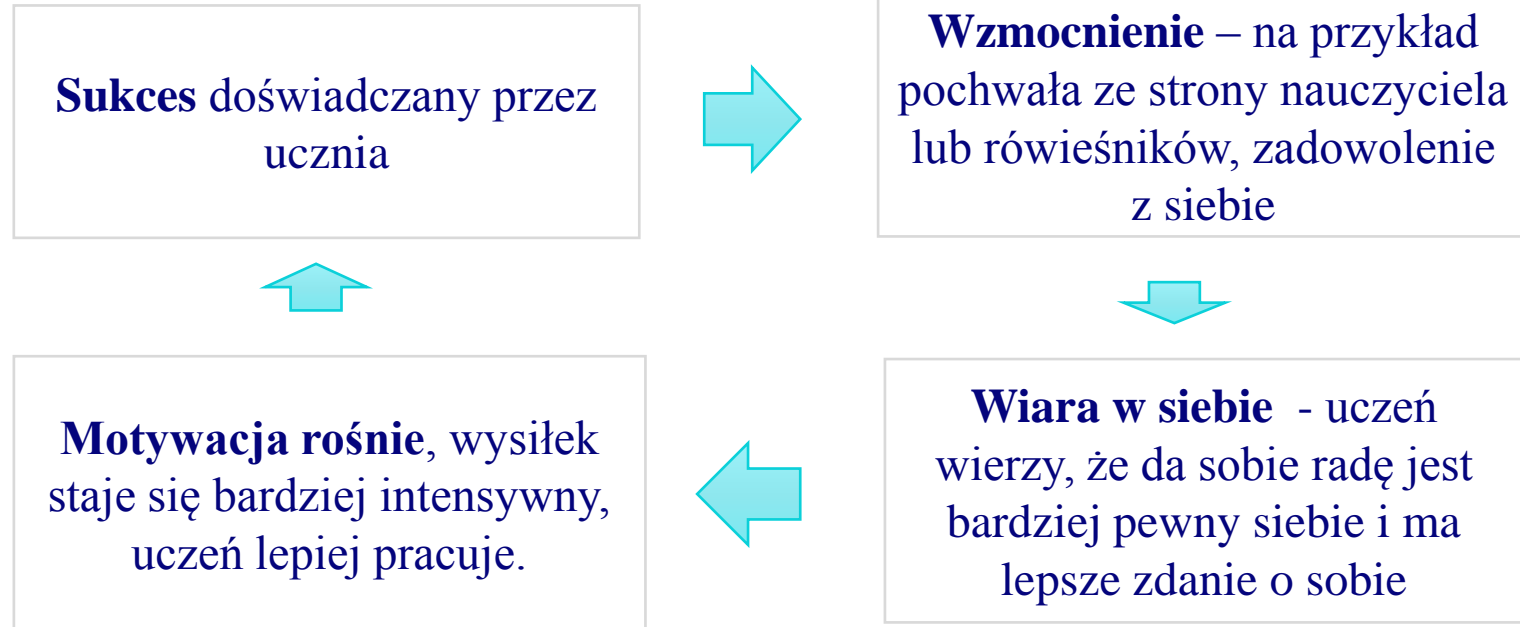 Sukces doświadczany przez
ucznia
Wzmocnienie – na przykład
pochwała ze strony nauczyciela
lub rówieśników, zadowolenie
z siebie
Wiara w siebie  - uczeń
wierzy, że da sobie radę jest
bardziej pewny siebie i ma
lepsze zdanie o sobie
Motywacja rośnie, wysiłek
staje się bardziej intensywny,
uczeń lepiej pracuje.